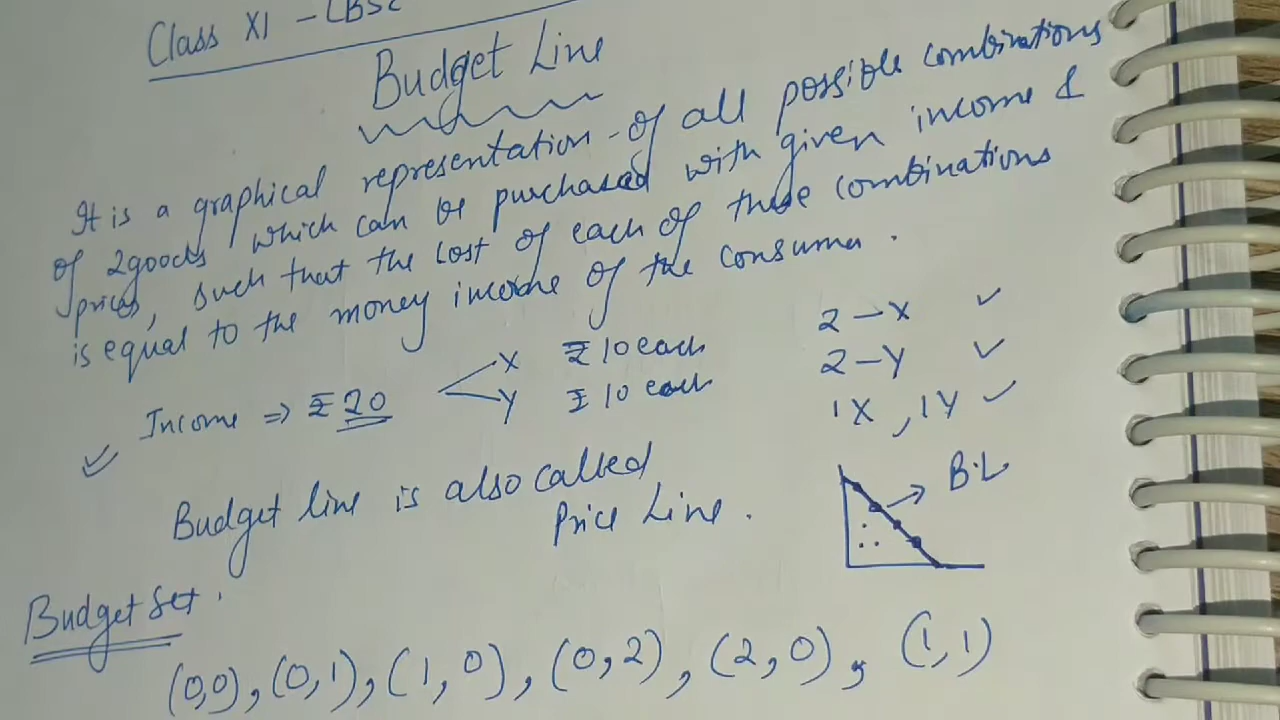 Class XI - CBSE
Budget Line
It is a graphical representation of all possible combinations
of 2 goods which can be purchased with given income &
prices, such that the cost of each of these combinations
is equal to the money income of the consumer.
Income => ₹ 20
X ₹ 10 each
Y ₹ 10 each
2 - X ✓
2 - Y ✓
1X, 1Y ✓
Budget line is also called
Price Line.
B.L
Budget Set.
(0,0), (0,1), (1,0), (0,2), (2,0), (1,1)